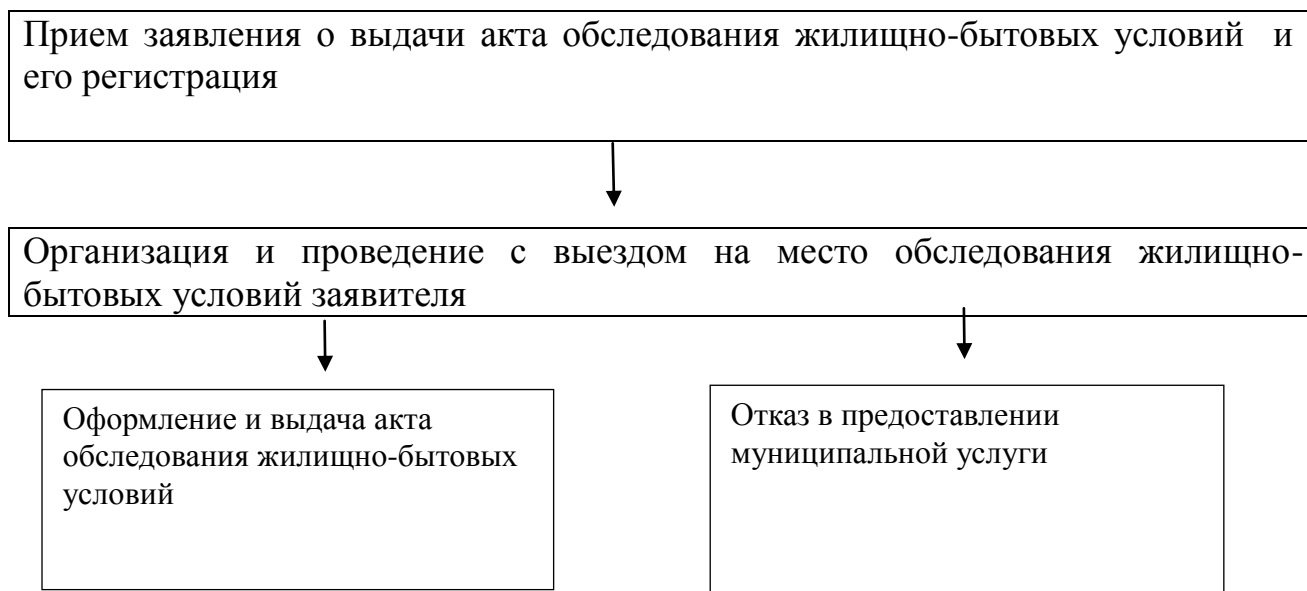 Прием заявления о выдачи акта обследования жилищно-бытовых условий и
его регистрация
Организация и проведение с выездом на место обследования жилищно-
бытовых условий заявителя
Оформление и выдача акта
обследования жилищно-бытовых
условий
Отказ в предоставлении
муниципальной услуги